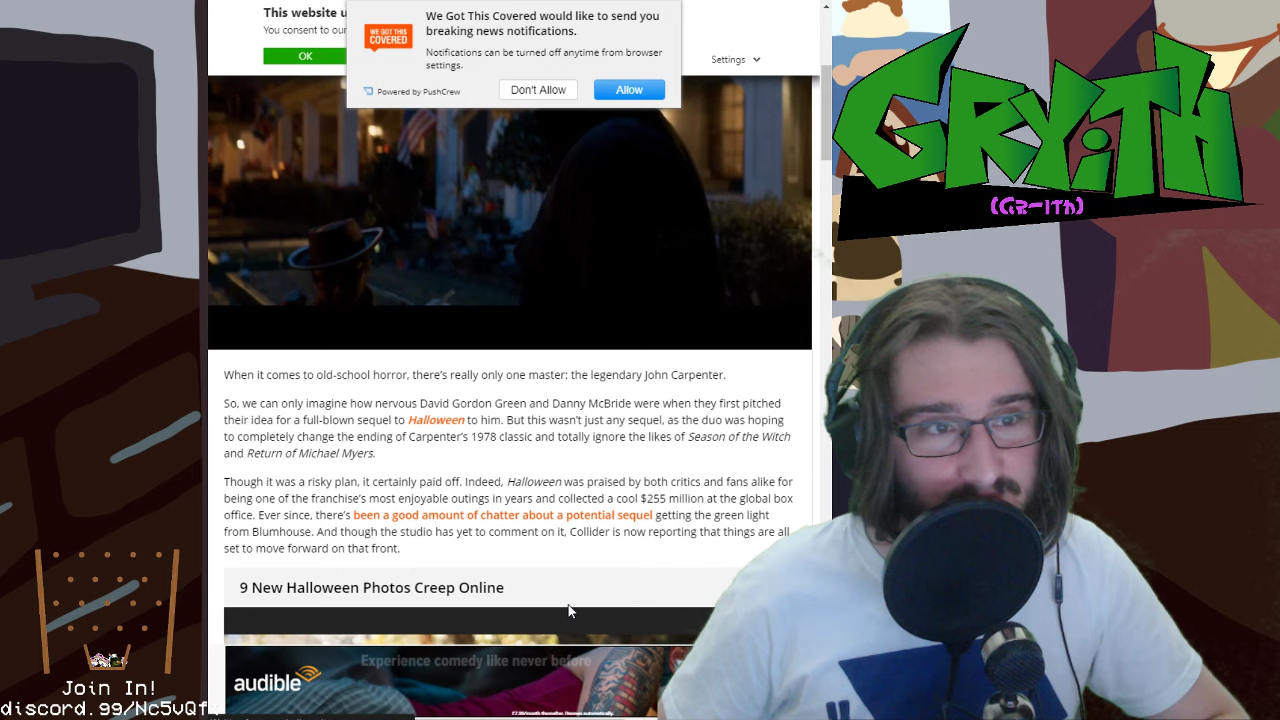 This website u
You consent to our
OK
We Got This Covered would like to send you
breaking news notifications.
WE GOT THIS
COVERED
Notifications can be turned off anytime from browser
settings.
Powered by PushCrew
Don't Allow
Allow
Settings
GRYiTH
(GR-ITh)
When it comes to old-school horror, there's really only one master: the legendary John Carpenter.
So, we can only imagine how nervous David Gordon Green and Danny McBride were when they first pitched
their idea for a full-blown sequel to Halloween to him. But this wasn't just any sequel, as the duo was hoping
to completely change the ending of Carpenter's 1978 classic and totally ignore the likes of Season of the Witch
and Return of Michael Myers.
Though it was a risky plan, it certainly paid off. Indeed, Halloween was praised by both critics and fans alike for
being one of the franchise's most enjoyable outings in years and collected a cool $255 million at the global box
office. Ever since, there's been a good amount of chatter about a potential sequel getting the green light
from Blumhouse. And though the studio has yet to comment on it, Collider is now reporting that things are all
set to move forward on that front.
9 New Halloween Photos Creep Online
Experience comedy like never before
audible
£7.99/month thereafter. Renews automatically.
Join In!
discord.gg/Nc5vQf